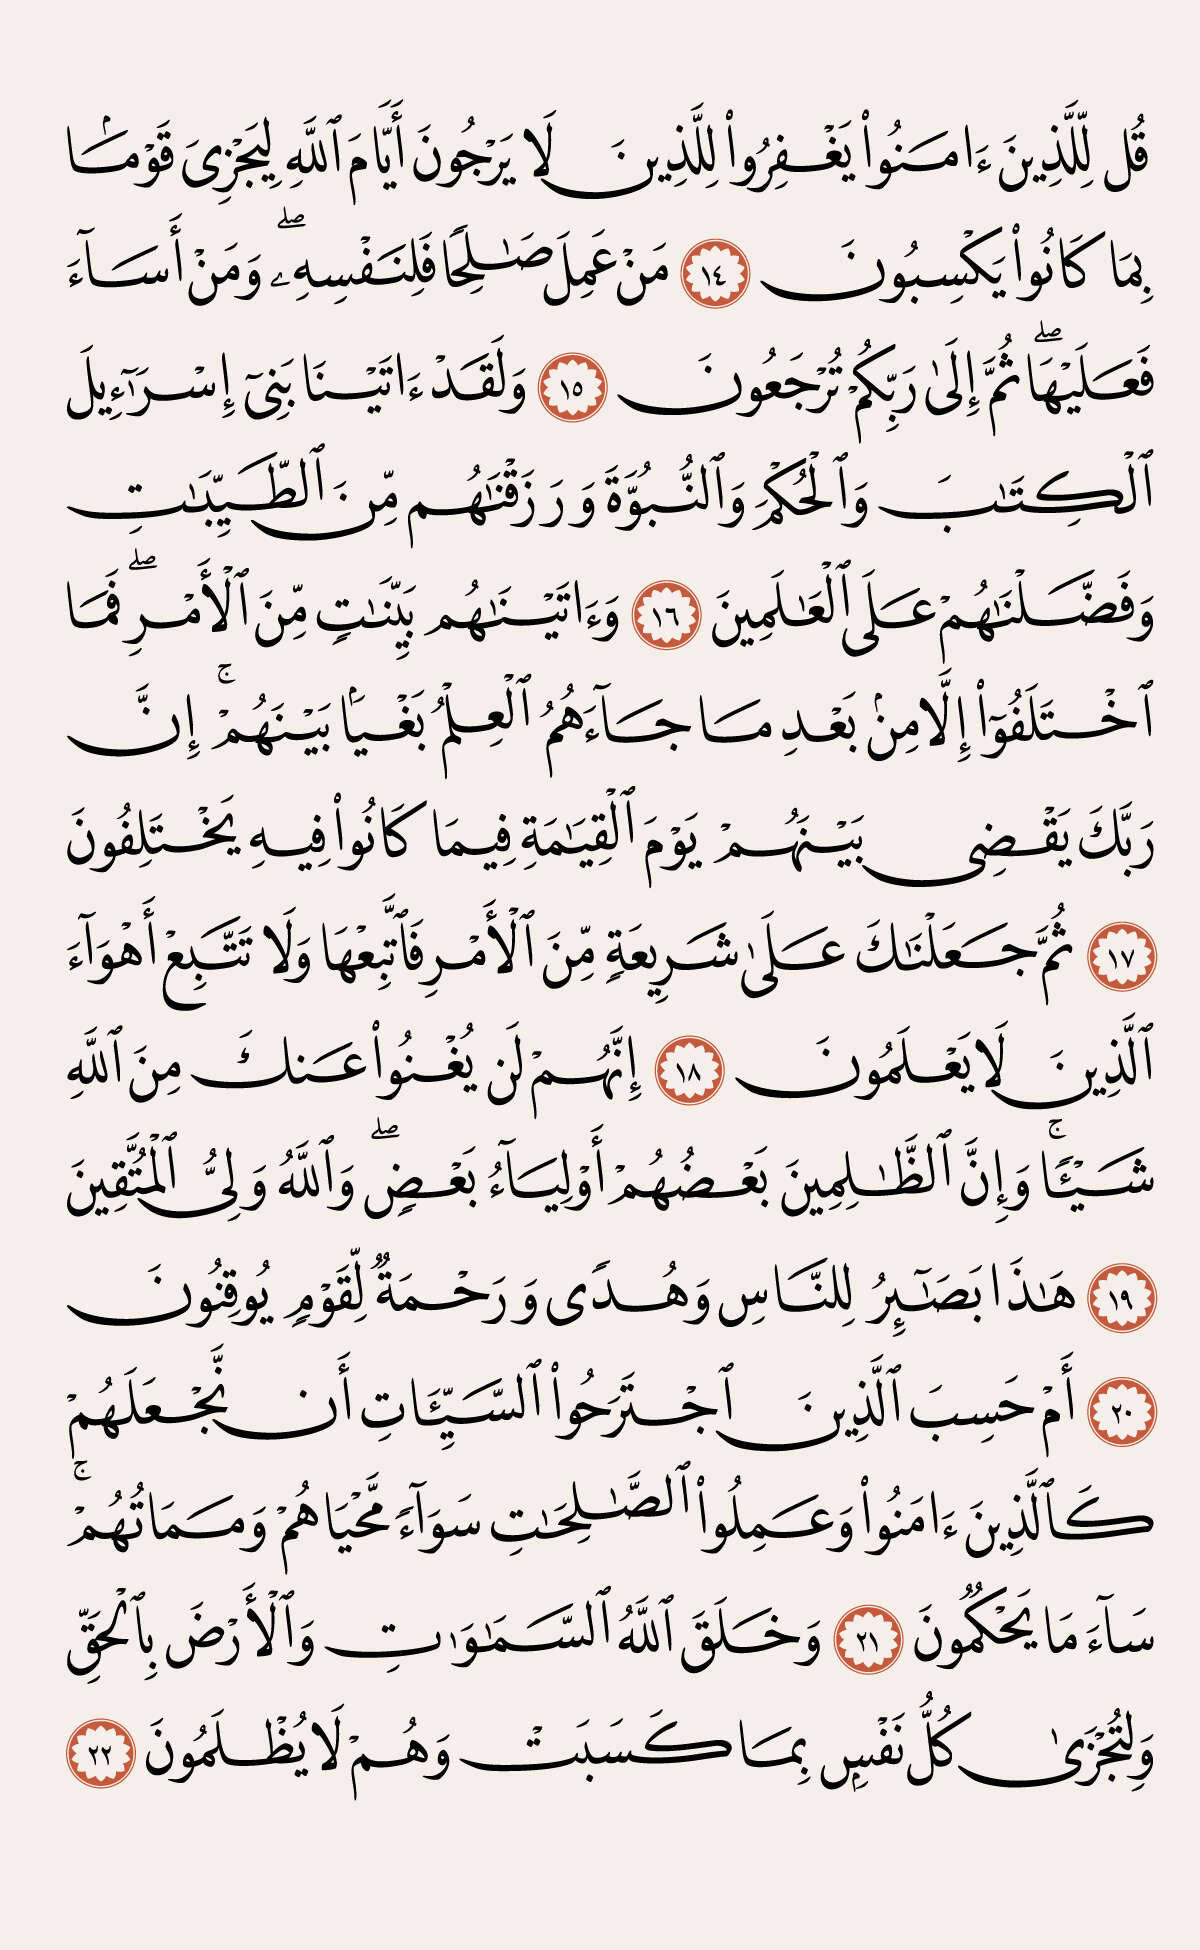 قُل لِّلَّذِينَ ءَامَنُوا۟ يَغْفِرُوا۟ لِلَّذِينَ لَا يَرْجُونَ أَيَّامَ ٱللَّهِ لِيَجْزِىَ قَوْمًۢا
بِمَا كَانُوا۟ يَكْسِبُونَ ١٤ مَنْ عَمِلَ صَـٰلِحًا فَلِنَفْسِهِۦ ۖ وَمَنْ أَسَآءَ
فَعَلَيْهَا ۖ ثُمَّ إِلَىٰ رَبِّكُمْ تُرْجَعُونَ ١٥ وَلَقَدْ ءَاتَيْنَا بَنِىٓ إِسْرَٰٓءِيلَ
ٱلْكِتَـٰبَ وَٱلْحُكْمَ وَٱلنُّبُوَّةَ وَرَزَقْنَـٰهُم مِّنَ ٱلطَّيِّبَـٰتِ
وَفَضَّلْنَـٰهُمْ عَلَى ٱلْعَـٰلَمِينَ ١٦ وَءَاتَيْنَـٰهُم بَيِّنَـٰتٍ مِّنَ ٱلْأَمْرِ ۖ فَمَا
ٱخْتَلَفُوٓا۟ إِلَّا مِنۢ بَعْدِ مَا جَآءَهُمُ ٱلْعِلْمُ بَغْيًۢا بَيْنَهُمْ ۚ إِنَّ
رَبَّكَ يَقْضِى بَيْنَهُمْ يَوْمَ ٱلْقِيَـٰمَةِ فِيمَا كَانُوا۟ فِيهِ يَخْتَلِفُونَ
١٧ ثُمَّ جَعَلْنَـٰكَ عَلَىٰ شَرِيعَةٍ مِّنَ ٱلْأَمْرِ فَٱتَّبِعْهَا وَلَا تَتَّبِعْ أَهْوَآءَ
ٱلَّذِينَ لَا يَعْلَمُونَ ١٨ إِنَّهُمْ لَن يُغْنُوا۟ عَنكَ مِنَ ٱللَّهِ
شَيْـًٔا ۚ وَإِنَّ ٱلظَّـٰلِمِينَ بَعْضُهُمْ أَوْلِيَآءُ بَعْضٍ ۖ وَٱللَّهُ وَلِىُّ ٱلْمُتَّقِينَ
١٩ هَـٰذَا بَصَـٰٓئِرُ لِلنَّاسِ وَهُدًى وَرَحْمَةٌ لِّقَوْمٍ يُوقِنُونَ
٢٠ أَمْ حَسِبَ ٱلَّذِينَ ٱجْتَرَحُوا۟ ٱلسَّيِّـَٔاتِ أَن نَّجْعَلَهُمْ
كَٱلَّذِينَ ءَامَنُوا۟ وَعَمِلُوا۟ ٱلصَّـٰلِحَـٰتِ سَوَآءً مَّحْيَاهُمْ وَمَمَاتُهُمْ ۚ
سَآءَ مَا يَحْكُمُونَ ٢١ وَخَلَقَ ٱللَّهُ ٱلسَّمَـٰوَٰتِ وَٱلْأَرْضَ بِٱلْحَقِّ
وَلِتُجْزَىٰ كُلُّ نَفْسٍۭ بِمَا كَسَبَتْ وَهُمْ لَا يُظْلَمُونَ ٢٢